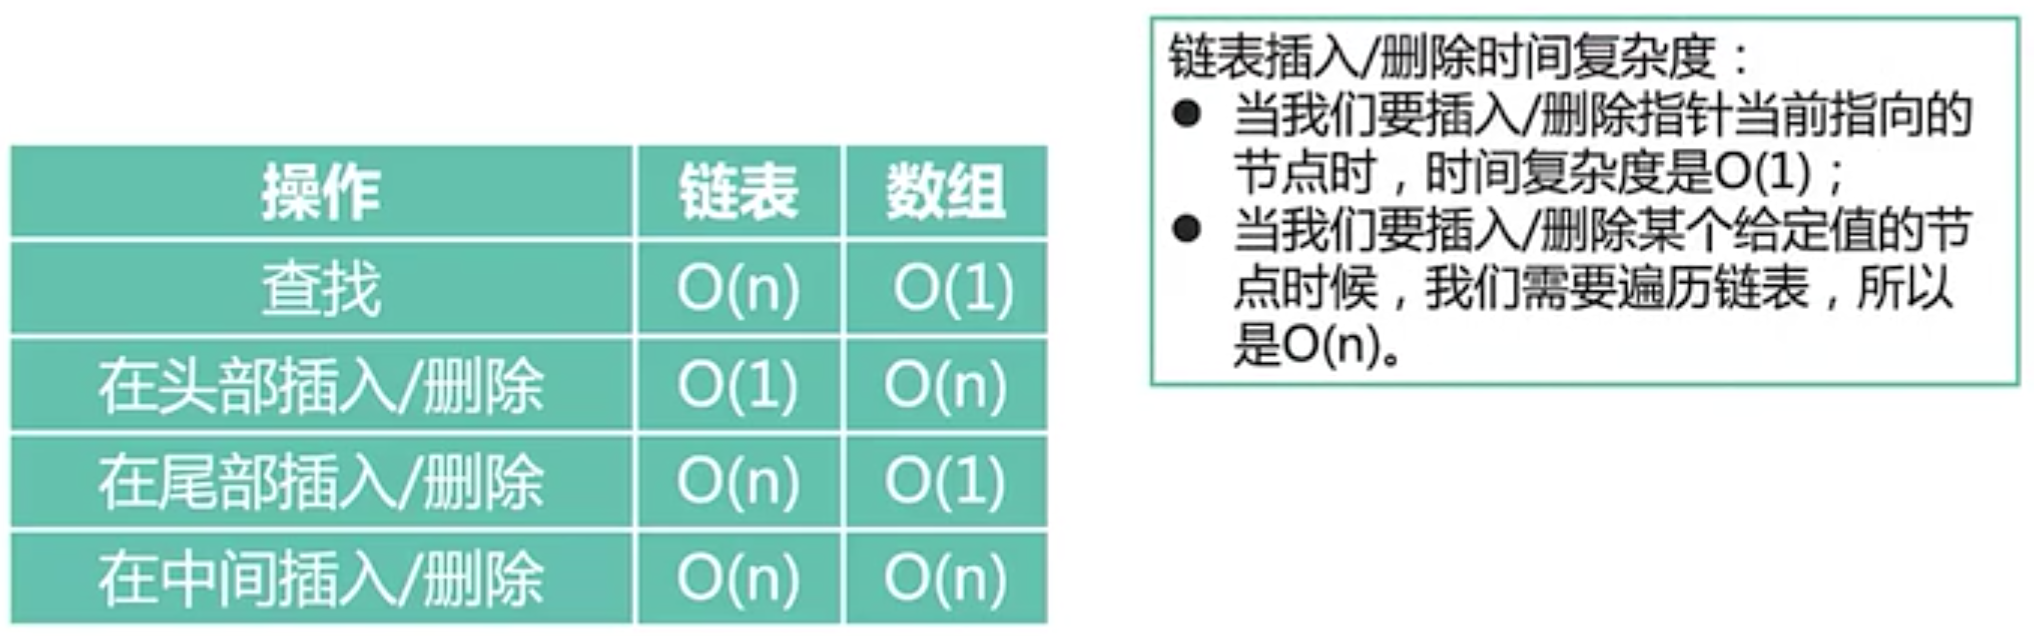 操作 链表 数组
查找 O(n) O(1)
在头部插入/删除 O(1) O(n)
在尾部插入/删除 O(n) O(1)
在中间插入/删除 O(n) O(n)
链表插入/删除时间复杂度：
● 当我们要插入/删除指针当前指向的
节点时，时间复杂度是O(1)；
● 当我们要插入/删除某个给定值的节
点时候，我们需要遍历链表，所以
是O(n)。